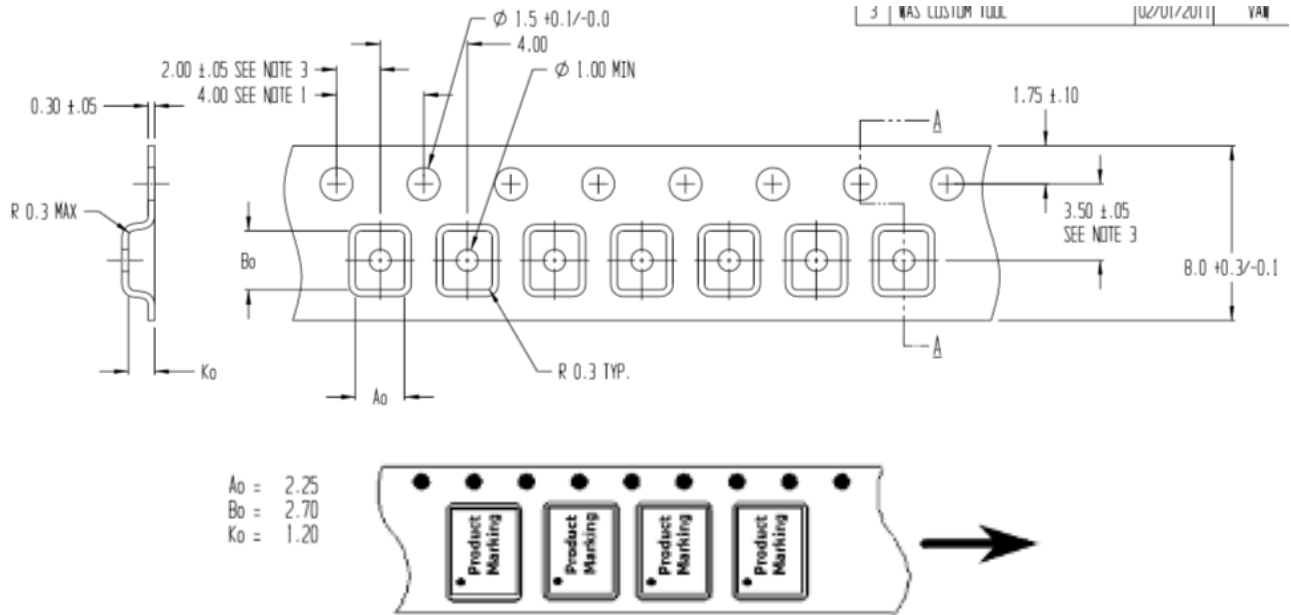 3 WAS CUSTOM TOOL 02/01/2011 VAW
Ø 1.5 +0.1/-0.0
4.00
2.00 ±.05 SEE NOTE 3
Ø 1.00 MIN
4.00 SEE NOTE 1
0.30 ±.05
1.75 ±.10
A
R 0.3 MAX
3.50 ±.05
SEE NOTE 3
Bo
8.0 +0.3/-0.1
A
Ko
R 0.3 TYP.
Ao
Ao = 2.25
Bo = 2.70
Ko = 1.20
Product
Marking
Product
Marking
Product
Marking
Product
Marking